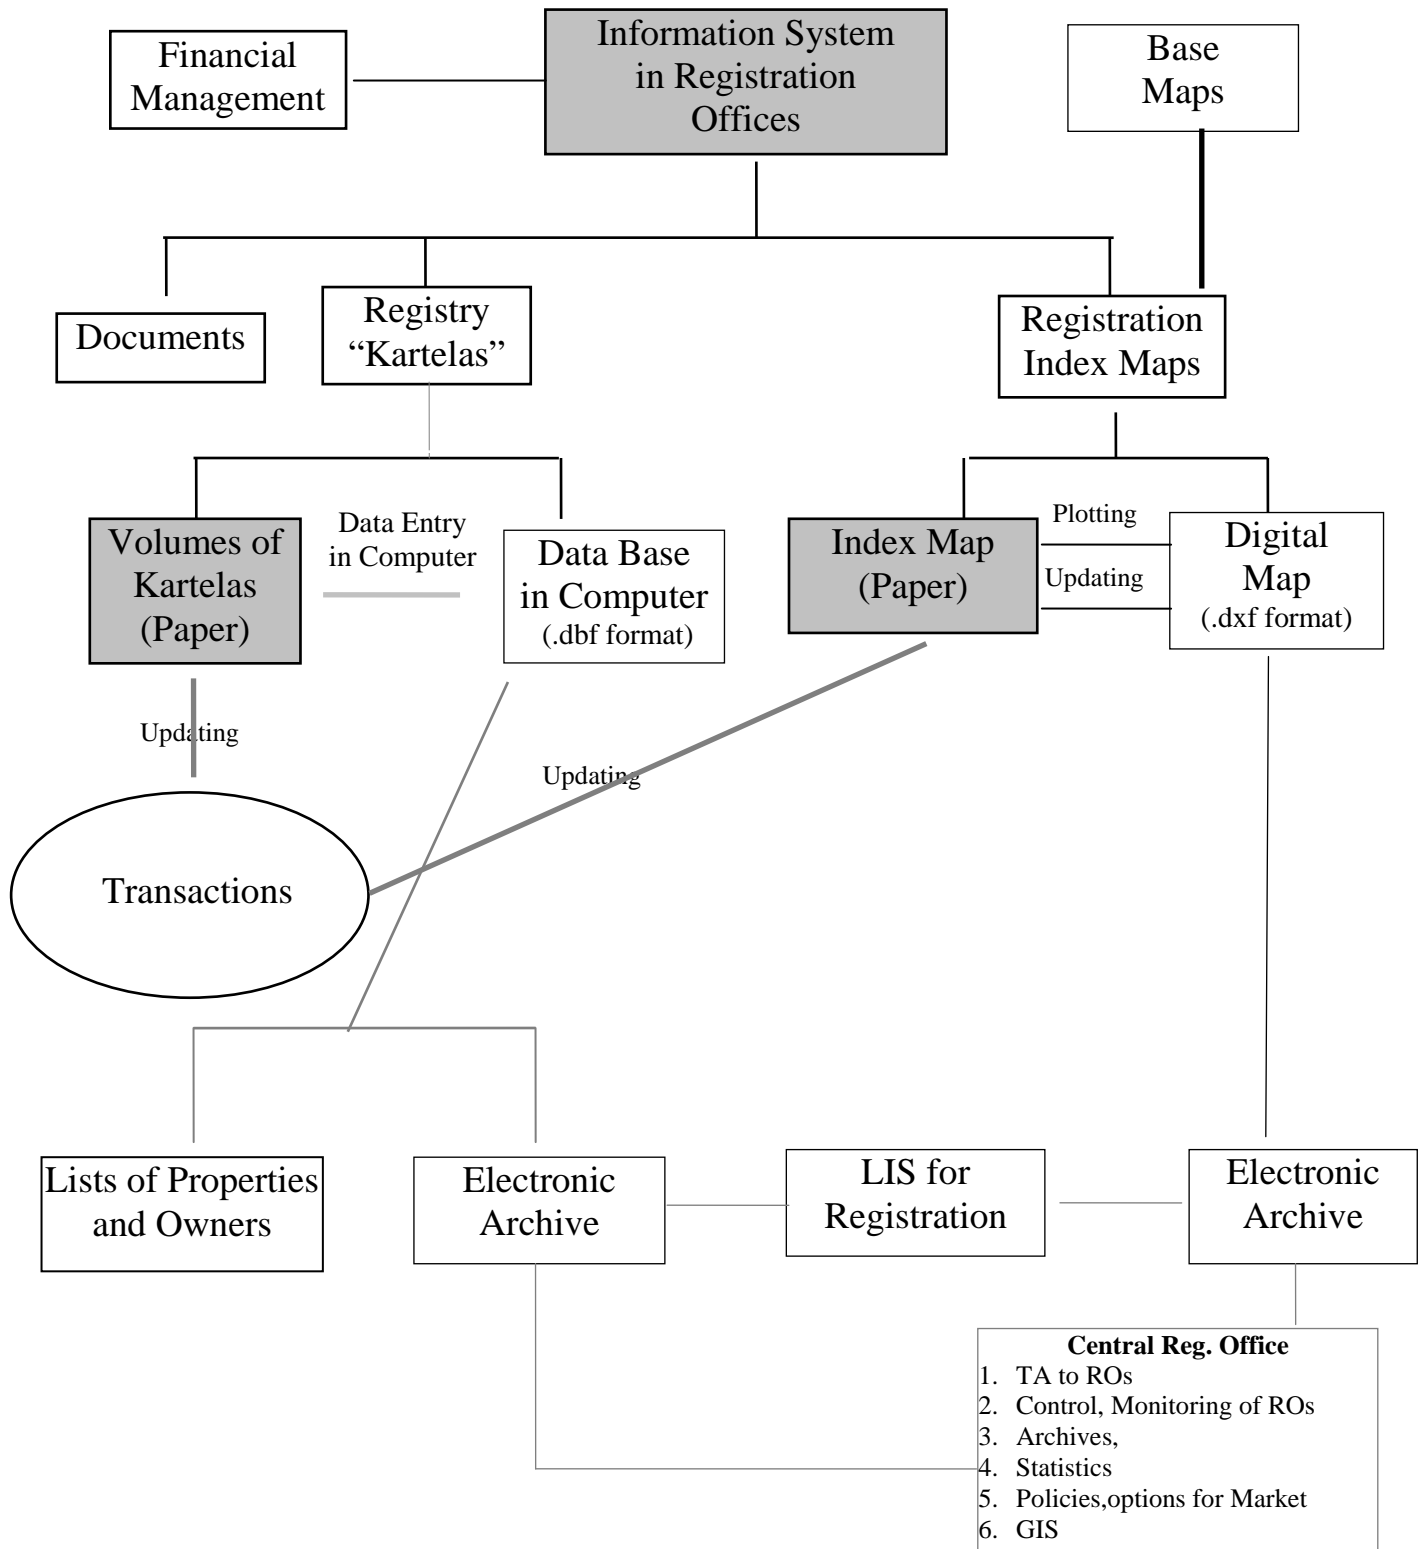 Financial
Management
Information System
in Registration
Offices
Base
Maps
Documents
Registry
“Kartelas”
Registration
Index Maps
Volumes of
Kartelas
(Paper)
Data Entry
in Computer
Data Base
in Computer
(.dbf format)
Index Map
(Paper)
Plotting
Updating
Digital
Map
(.dxf format)
Updating
Updating
Transactions
Lists of Properties
and Owners
Electronic
Archive
LIS for
Registration
Electronic
Archive
Central Reg. Office
1. TA to ROs
2. Control, Monitoring of ROs
3. Archives,
4. Statistics
5. Policies,options for Market
6. GIS